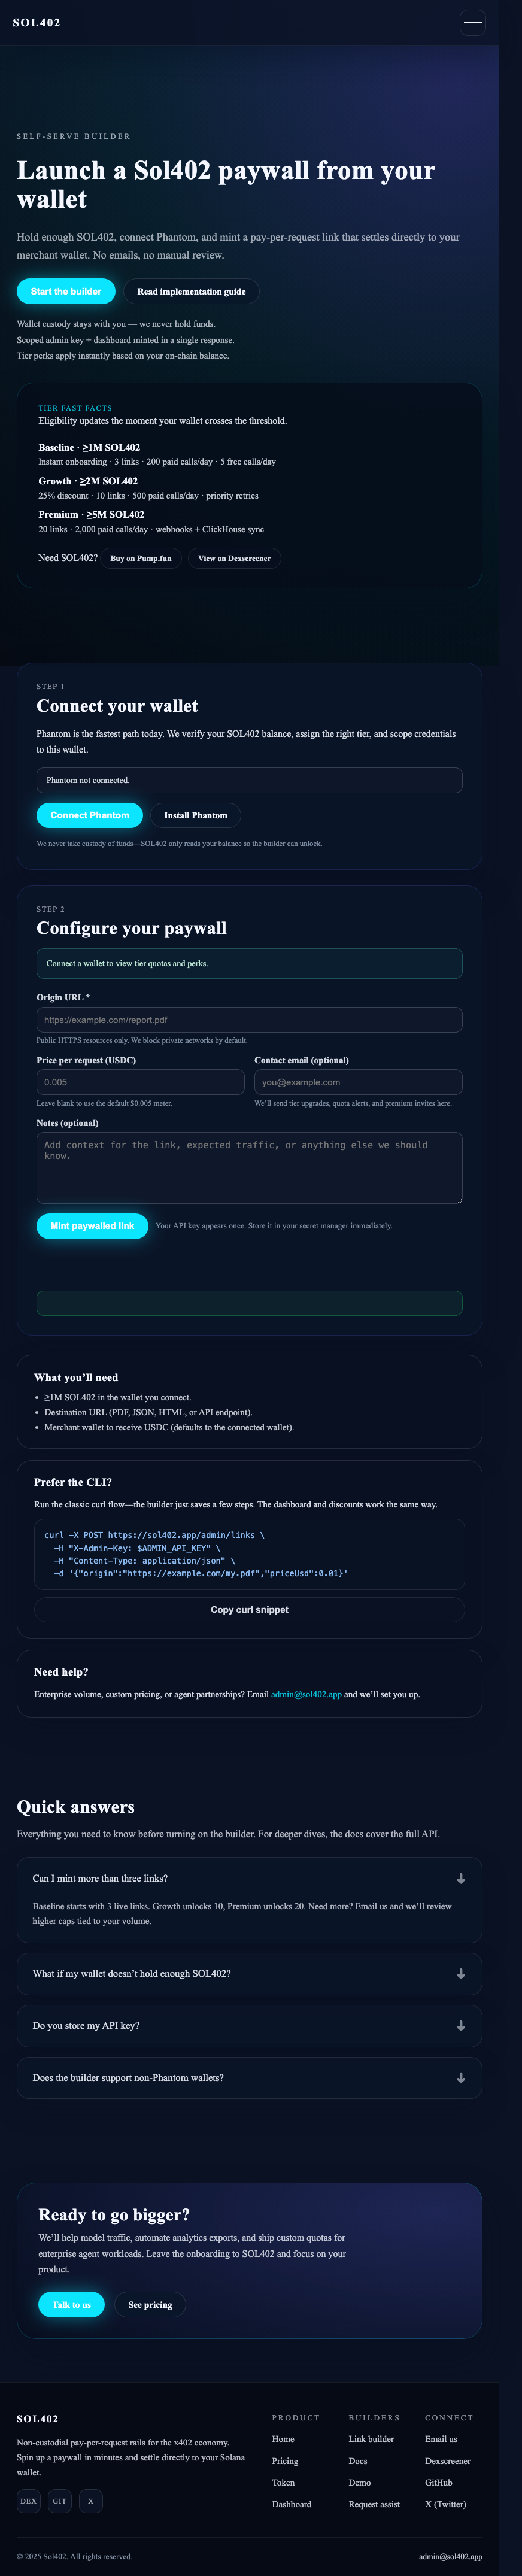 SOL402
SELF-SERVE BUILDER
Launch a Sol402 paywall from your
wallet
Hold enough SOL402, connect Phantom, and mint a pay-per-request link that settles directly to your
merchant wallet. No emails, no manual review.
Start the builder
Read implementation guide
Wallet custody stays with you — we never hold funds.
Scoped admin key + dashboard minted in a single response.
Tier perks apply instantly based on your on-chain balance.
TIER FAST FACTS
Eligibility updates the moment your wallet crosses the threshold.
Baseline · ≥1M SOL402
Instant onboarding · 3 links · 200 paid calls/day · 5 free calls/day
Growth · ≥2M SOL402
25% discount · 10 links · 500 paid calls/day · priority retries
Premium · ≥5M SOL402
20 links · 2,000 paid calls/day · webhooks + ClickHouse sync
Need SOL402? Buy on Pump.fun View on Dexscreener
STEP 1
Connect your wallet
Phantom is the fastest path today. We verify your SOL402 balance, assign the right tier, and scope credentials
to this wallet.
Phantom not connected.
Connect Phantom
Install Phantom
We never take custody of funds—SOL402 only reads your balance so the builder can unlock.
STEP 2
Configure your paywall
Connect a wallet to view tier quotas and perks.
Origin URL *
https://example.com/report.pdf
Public HTTPS resources only. We block private networks by default.
Price per request (USDC)
0.005
Leave blank to use the default $0.005 meter.
Contact email (optional)
you@example.com
We’ll send tier upgrades, quota alerts, and premium invites here.
Notes (optional)
Add context for the link, expected traffic, or anything else we should
know.
Mint paywalled link
Your API key appears once. Store it in your secret manager immediately.
What you’ll need
• ≥1M SOL402 in the wallet you connect.
• Destination URL (PDF, JSON, HTML, or API endpoint).
• Merchant wallet to receive USDC (defaults to the connected wallet).
Prefer the CLI?
Run the classic curl flow—the builder just saves a few steps. The dashboard and discounts work the same way.
curl -X POST https://sol402.app/admin/links \
-H "X-Admin-Key: $ADMIN_API_KEY" \
-H "Content-Type: application/json" \
-d '{"origin":"https://example.com/my.pdf","priceUsd":0.01}'
Copy curl snippet
Need help?
Enterprise volume, custom pricing, or agent partnerships? Email admin@sol402.app and we’ll set you up.
Quick answers
Everything you need to know before turning on the builder. For deeper dives, the docs cover the full API.
Can I mint more than three links?
Baseline starts with 3 live links. Growth unlocks 10, Premium unlocks 20. Need more? Email us and we’ll review
higher caps tied to your volume.
What if my wallet doesn’t hold enough SOL402?
Do you store my API key?
Does the builder support non-Phantom wallets?
Ready to go bigger?
We’ll help model traffic, automate analytics exports, and ship custom quotas for
enterprise agent workloads. Leave the onboarding to SOL402 and focus on your
product.
Talk to us
See pricing
SOL402
Non-custodial pay-per-request rails for the x402 economy.
Spin up a paywall in minutes and settle directly to your Solana
wallet.
DEX
GIT
X
PRODUCT
Home
Pricing
Token
Dashboard
BUILDERS
Link builder
Docs
Demo
Request assist
CONNECT
Email us
Dexscreener
GitHub
X (Twitter)
© 2025 Sol402. All rights reserved.
admin@sol402.app